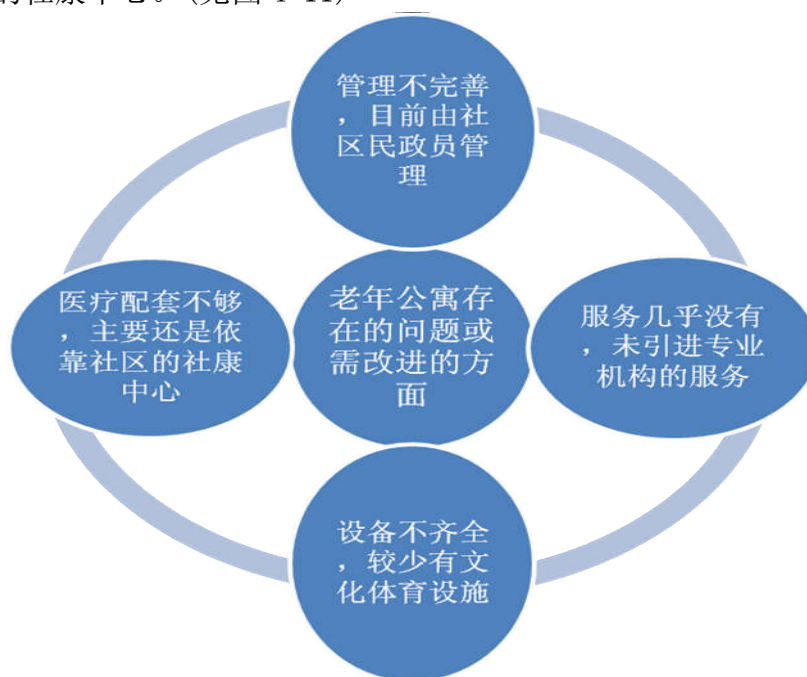 管理不完善
，目前由社
区民政员管
理
医疗配套不够
，主要还是依
靠社区的社康
中心
老年公寓存
在的问题或
需改进的方
面
服务几乎没有
，未引进专业
机构的服务
设备不齐全
，较少有文
化体育设施